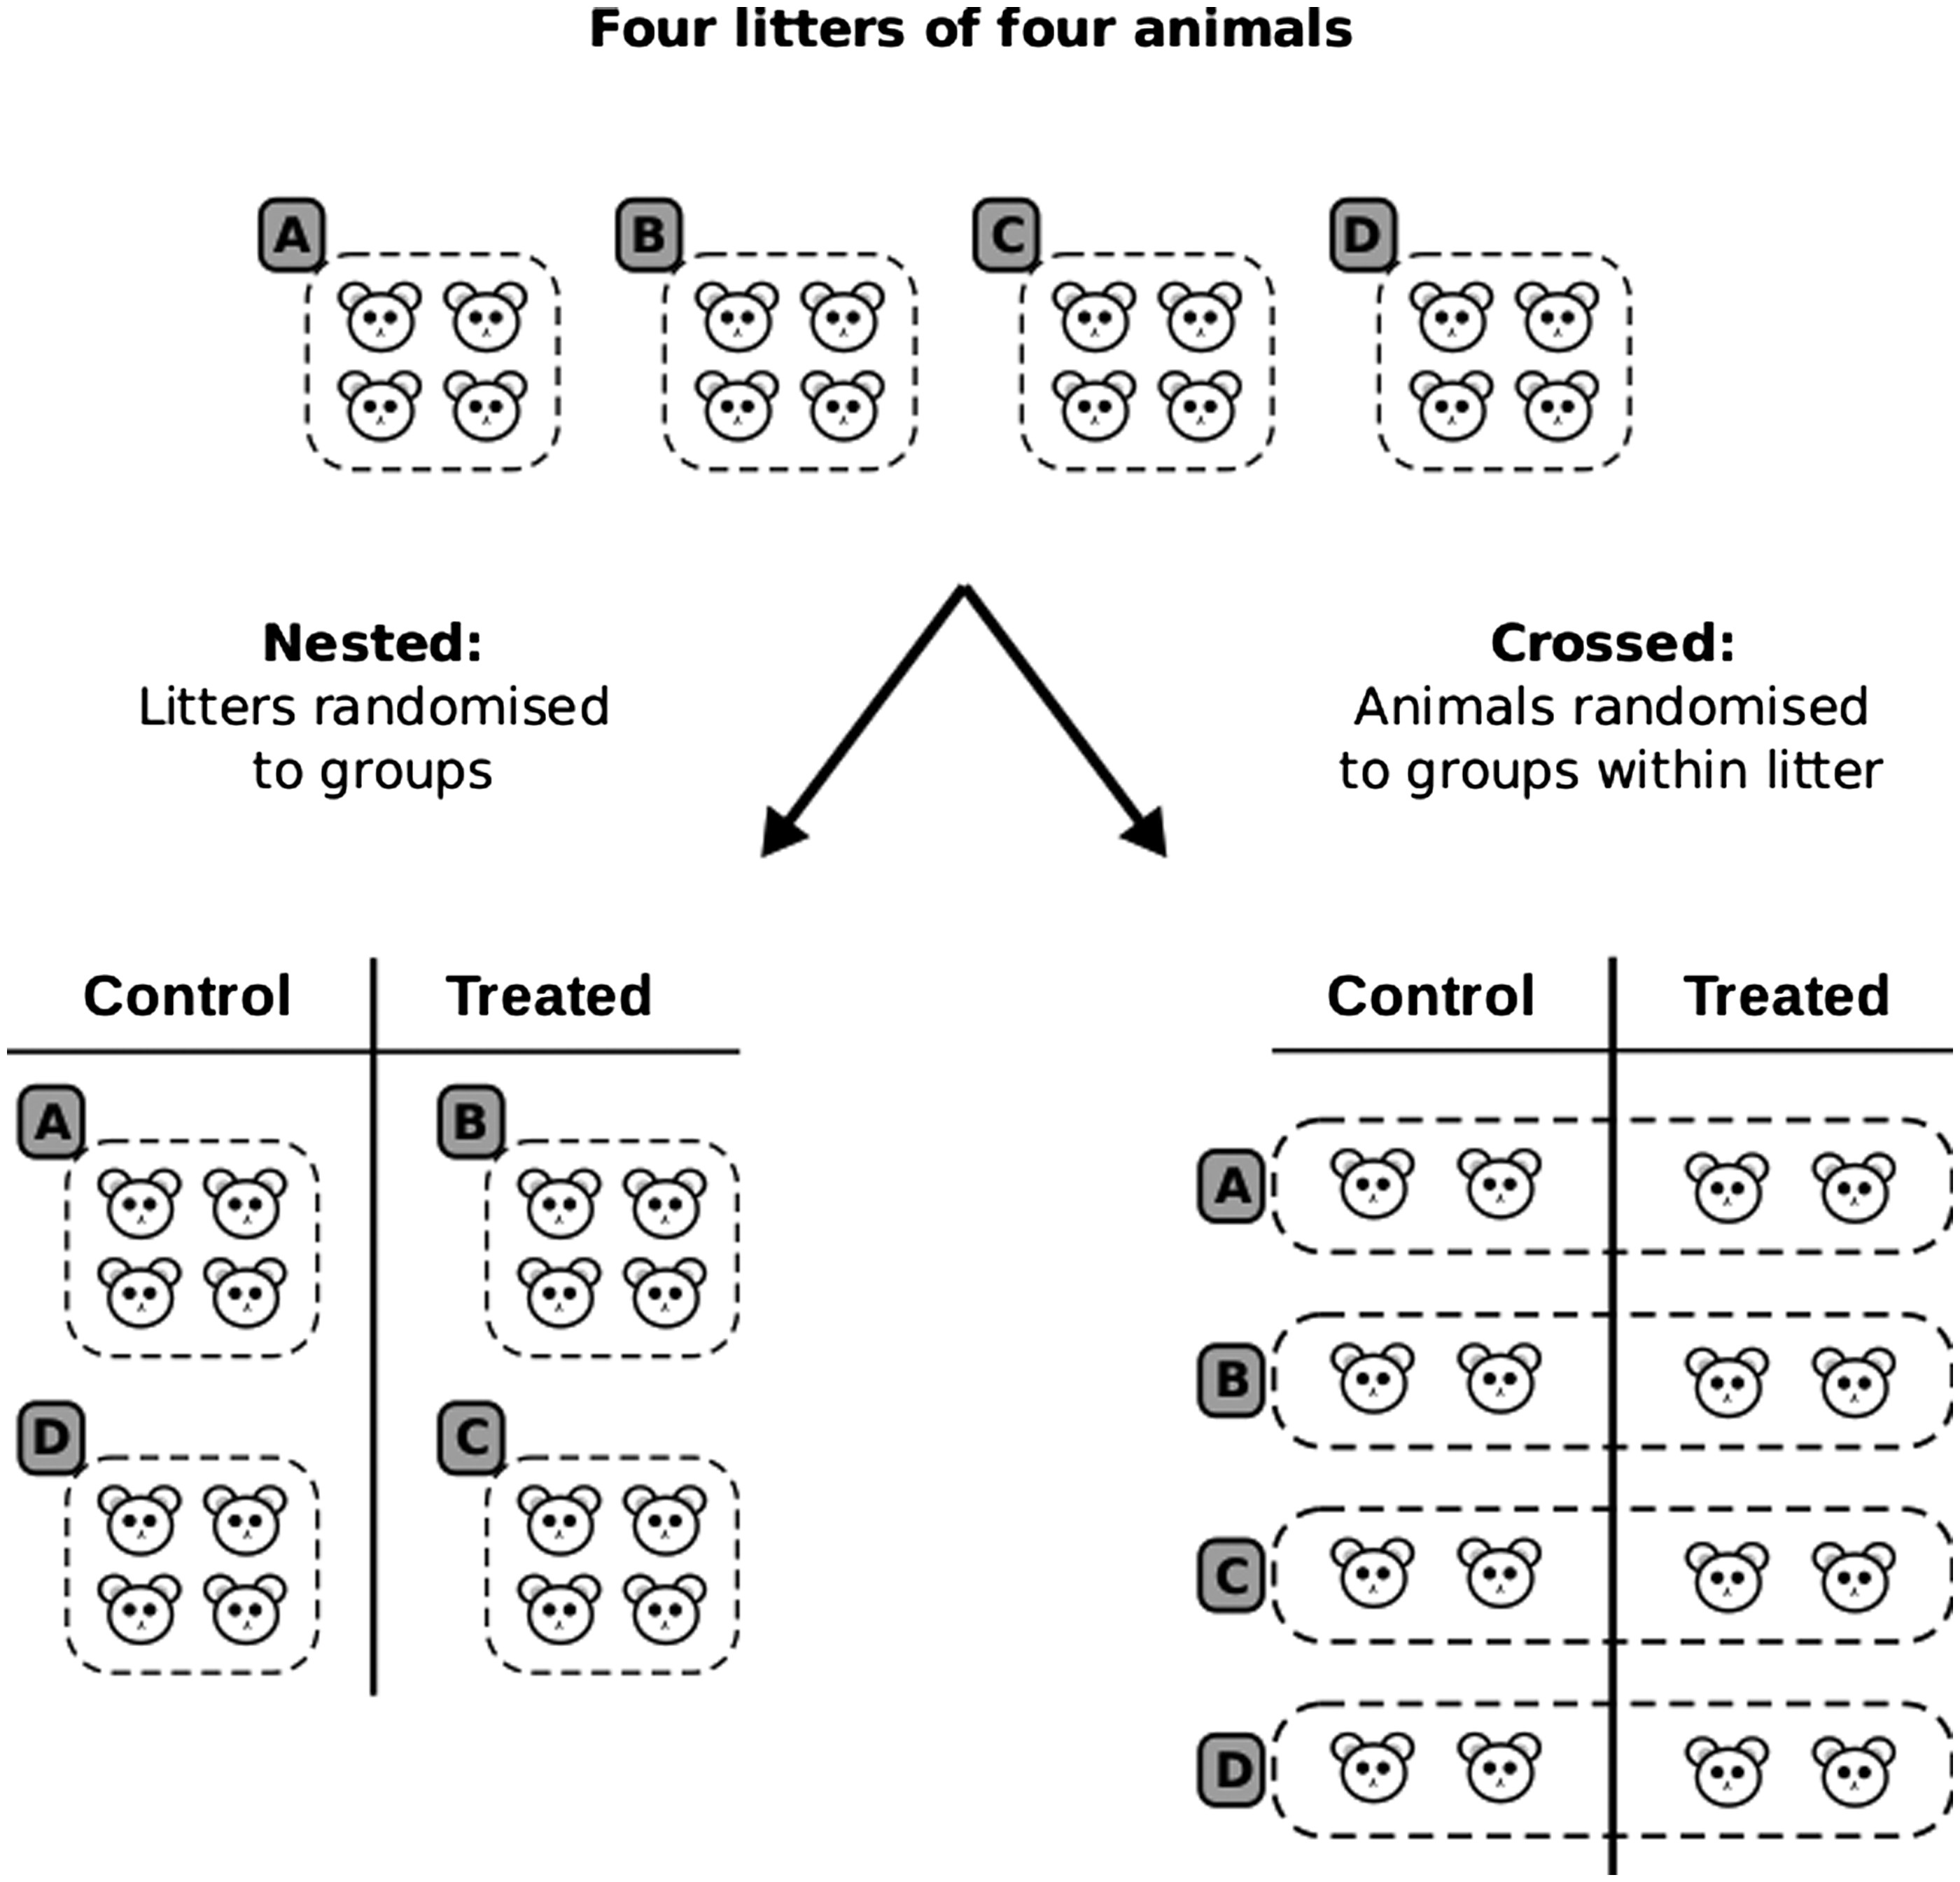 Four litters of four animals
A B C D
Nested:
Litters randomised
to groups
Crossed:
Animals randomised
to groups within litter
Control Treated
A B
D C
Control Treated
A
B
C
D